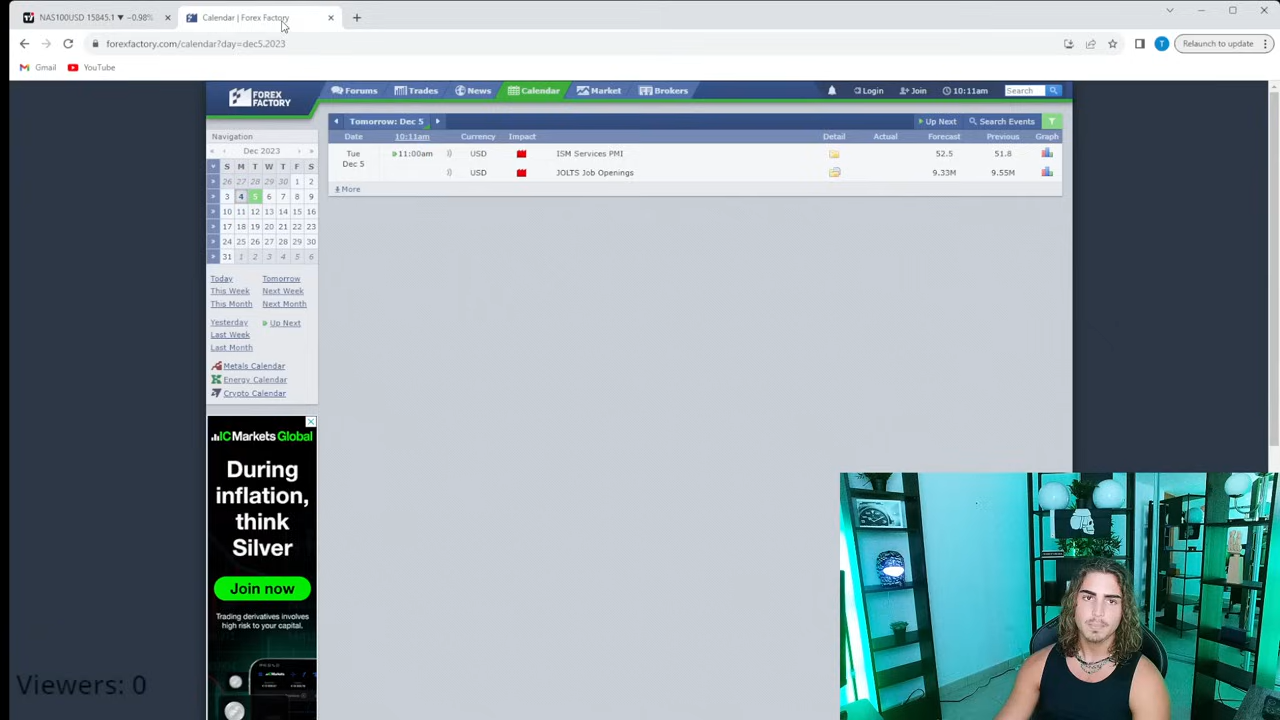 NAS100USD 15845.1 ▼ −0.98%
Calendar | Forex Factory
forexfactory.com/calendar?day=dec5.2023
Relaunch to update
Gmail
YouTube
FOREX FACTORY
Forums
Trades
News
Calendar
Market
Brokers
Login
Join
10:11am
Search
Navigation
Dec 2023
S M T W T F S
26 27 28 29 30 1 2
3 4 5 6 7 8 9
10 11 12 13 14 15 16
17 18 19 20 21 22 23
24 25 26 27 28 29 30
31 1 2 3 4 5 6
Today Tomorrow
This Week Next Week
This Month Next Month
Yesterday Up Next
Last Week
Last Month
Metals Calendar
Energy Calendar
Crypto Calendar
Tomorrow: Dec 5
Up Next
Search Events
Date 10:11am Currency Impact Detail Actual Forecast Previous Graph
Tue
Dec 5
11:00am USD ISM Services PMI 52.5 51.8
USD JOLTS Job Openings 9.33M 9.55M
More
ICMarkets Global
During
inflation,
think
Silver
Join now
Trading derivatives involves
high risk to your capital.
Viewers: 0